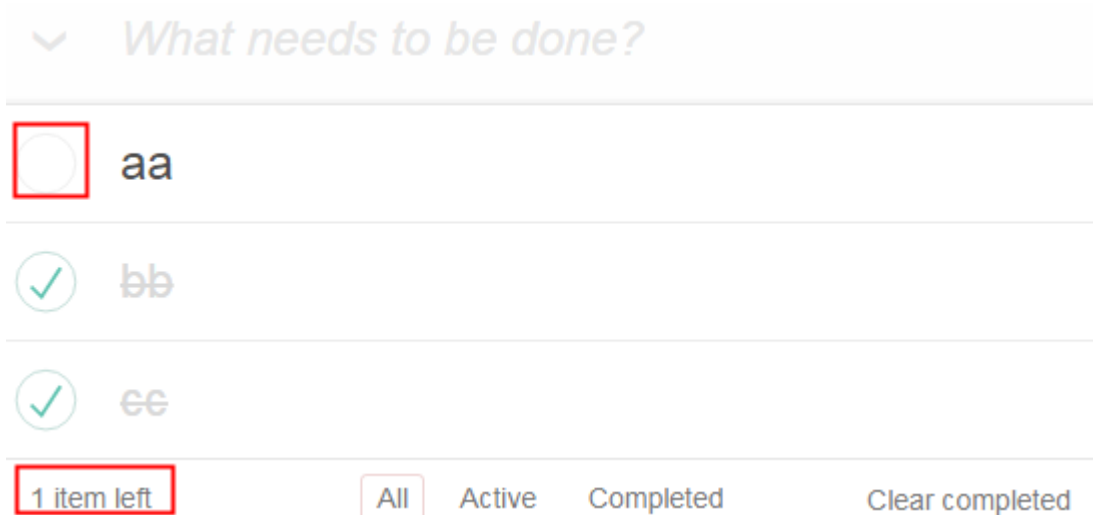 What needs to be done?
aa
bb
cc
1 item left All Active Completed Clear completed